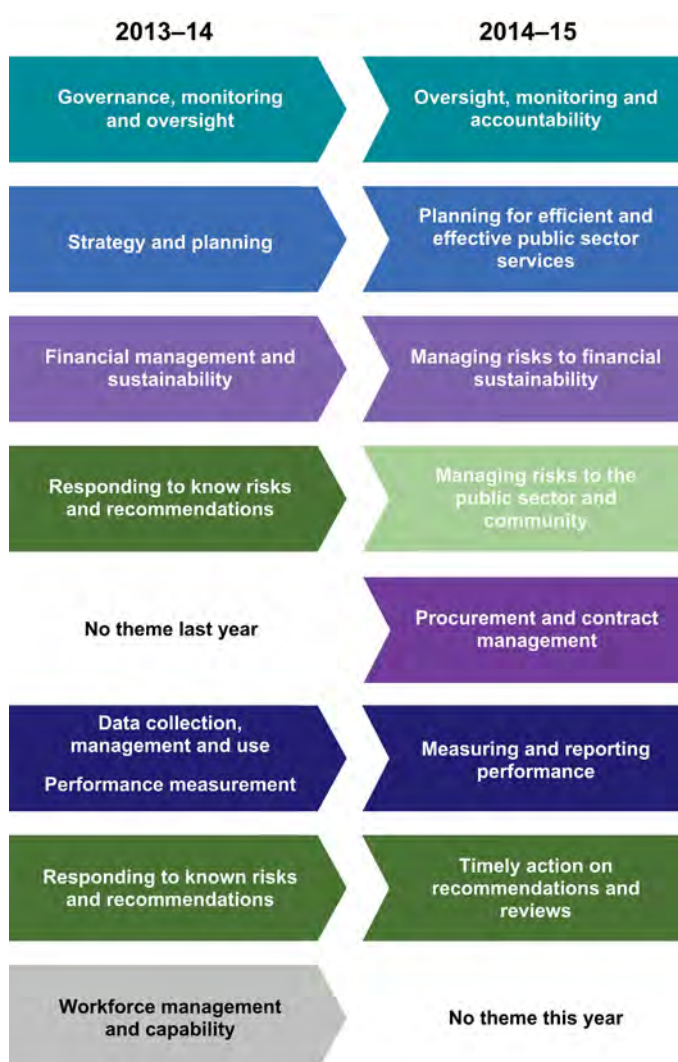 2013–14
2014–15
Governance, monitoring
and oversight
Oversight, monitoring and
accountability
Strategy and planning
Planning for efficient and
effective public sector
services
Financial management and
sustainability
Managing risks to financial
sustainability
Responding to know risks
and recommendations
Managing risks to the
public sector and
community
No theme last year
Procurement and contract
management
Data collection,
management and use
Performance measurement
Measuring and reporting
performance
Responding to known risks
and recommendations
Timely action on
recommendations and
reviews
Workforce management
and capability
No theme this year